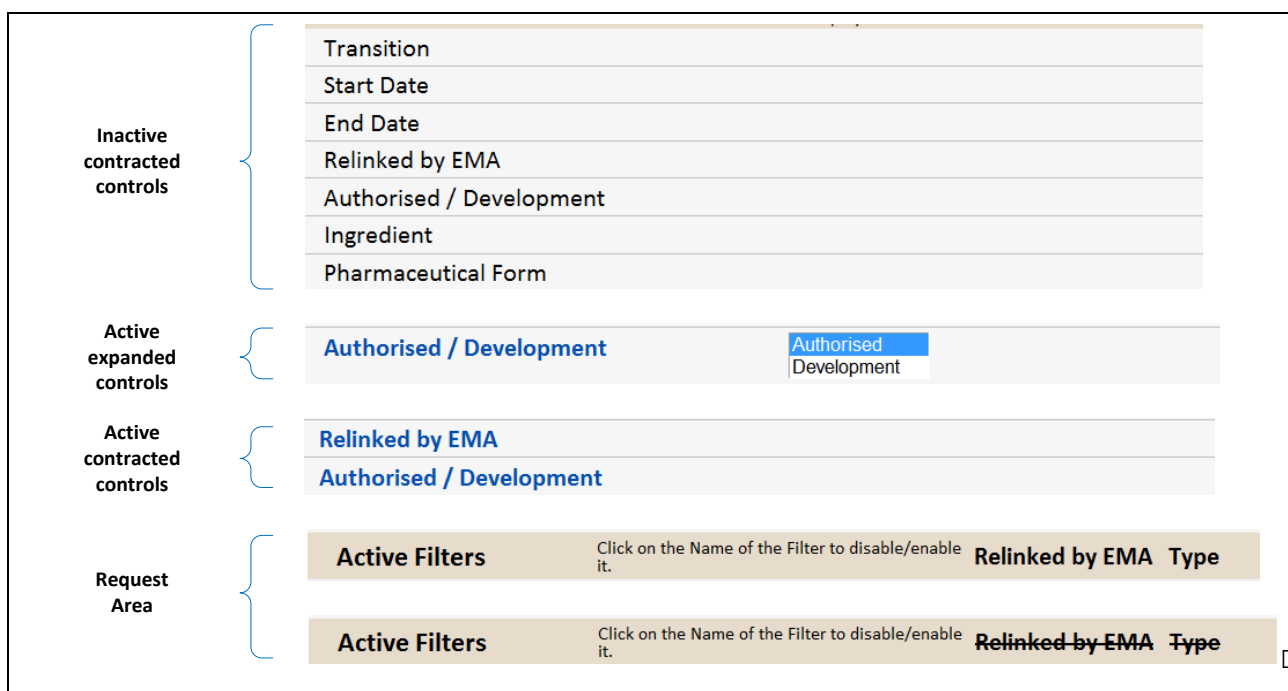 Inactive
contracted
controls
Transition
Start Date
End Date
Relinked by EMA
Authorised / Development
Ingredient
Pharmaceutical Form
Active
expanded
controls
Authorised / Development
Authorised
Development
Active
contracted
controls
Relinked by EMA
Authorised / Development
Request
Area
Active Filters Click on the Name of the Filter to disable/enable it. Relinked by EMA Type
Active Filters Click on the Name of the Filter to disable/enable it. Relinked by EMA Type